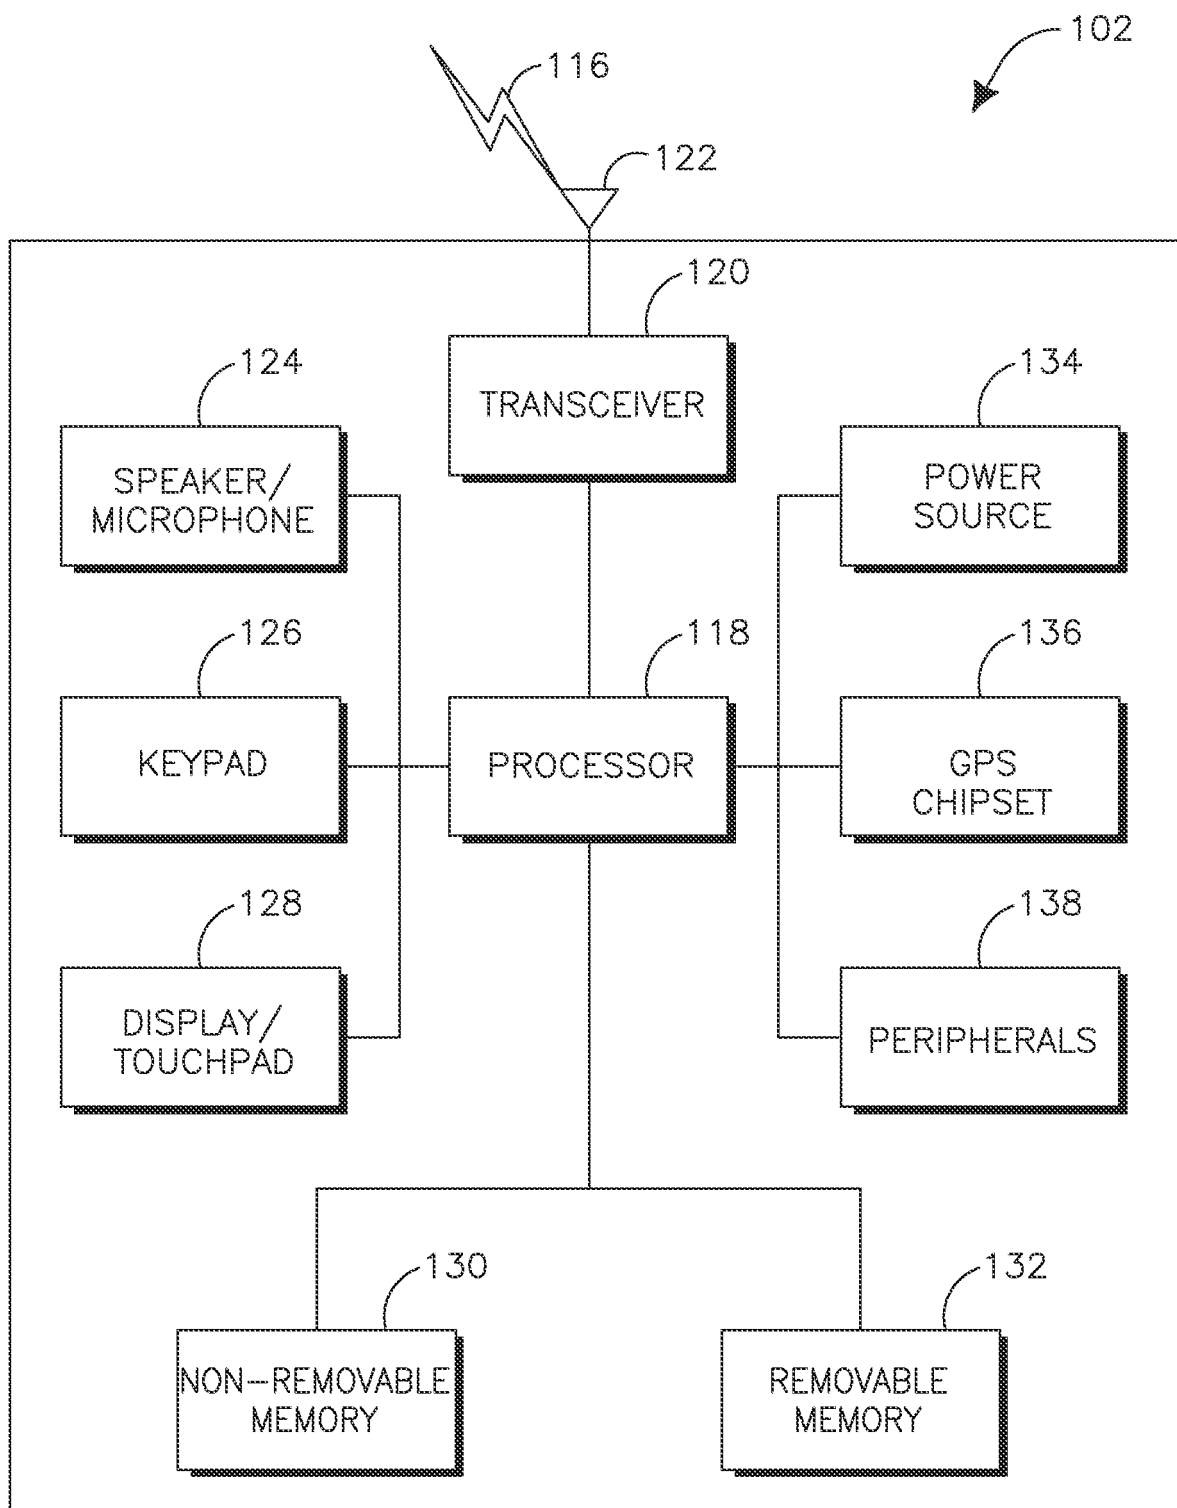 102
116
122
120
TRANSCEIVER
124
SPEAKER/
MICROPHONE
134
POWER
SOURCE
126
KEYPAD
118
PROCESSOR
136
GPS
CHIPSET
128
DISPLAY/
TOUCHPAD
138
PERIPHERALS
130
NON-REMOVABLE
MEMORY
132
REMOVABLE
MEMORY